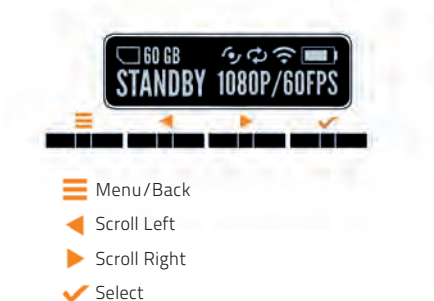 60 GB
STANDBY 1080P/60FPS
Menu/Back
Scroll Left
Scroll Right
Select